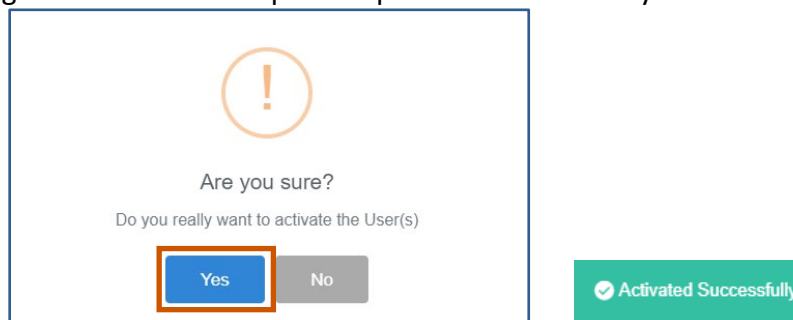 !
Are you sure?
Do you really want to activate the User(s)
Yes
No
Activated Successfully